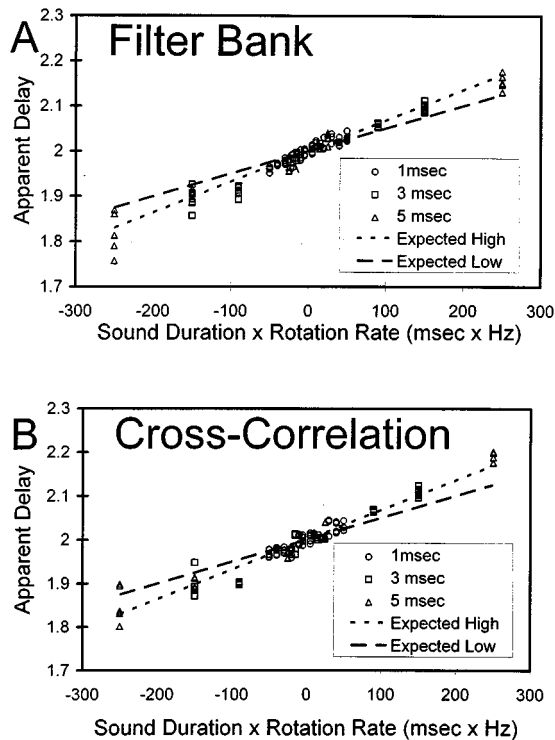 A
Filter Bank
2.3
2.2
2.1
2
1.9
1.8
1.7
Apparent Delay
1msec
3 msec
5 msec
Expected High
Expected Low
-300 -200 -100 0 100 200 300
Sound Duration x Rotation Rate (msec x Hz)
B
Cross-Correlation
2.3
2.2
2.1
2
1.9
1.8
1.7
Apparent Delay
1msec
3 msec
5 msec
Expected High
Expected Low
-300 -200 -100 0 100 200 300
Sound Duration x Rotation Rate (msec x Hz)